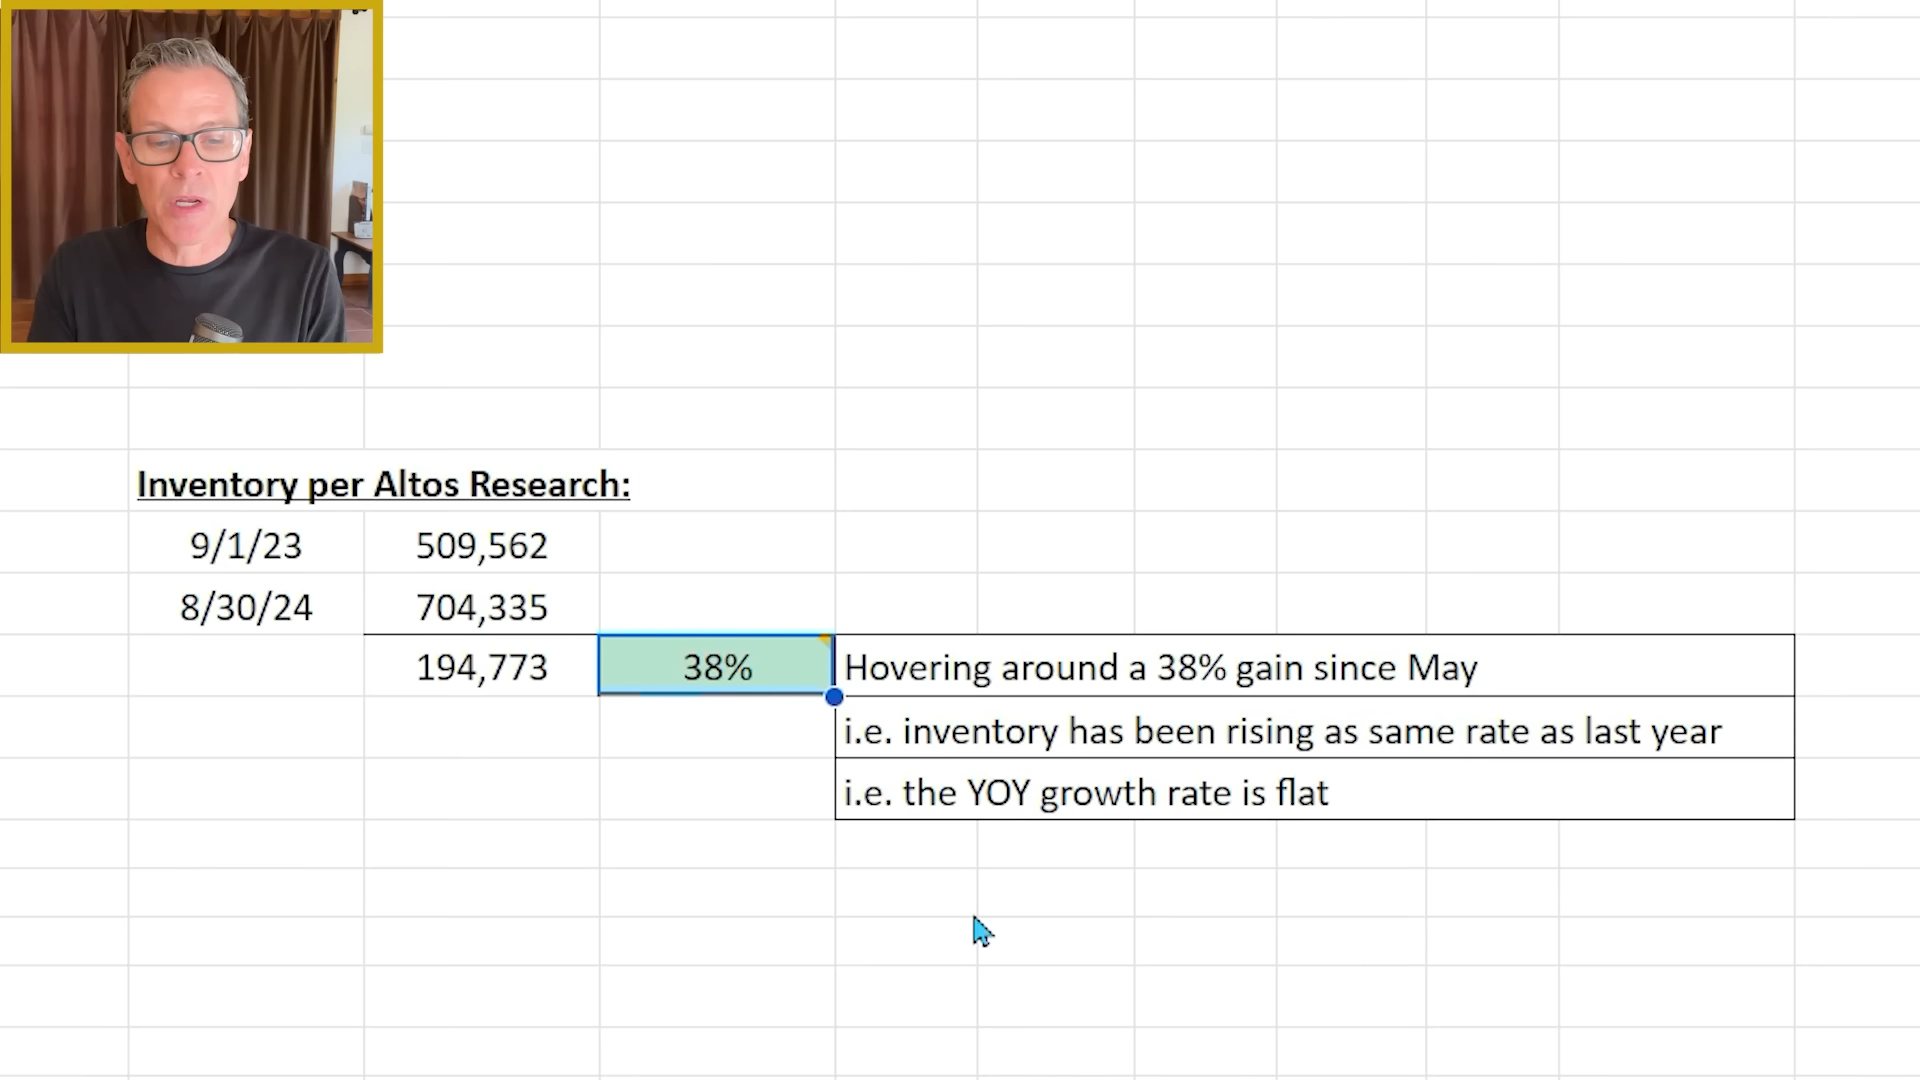 Inventory per Altos Research:
9/1/23 509,562
8/30/24 704,335
194,773 38% Hovering around a 38% gain since May
i.e. inventory has been rising as same rate as last year
i.e. the YOY growth rate is flat